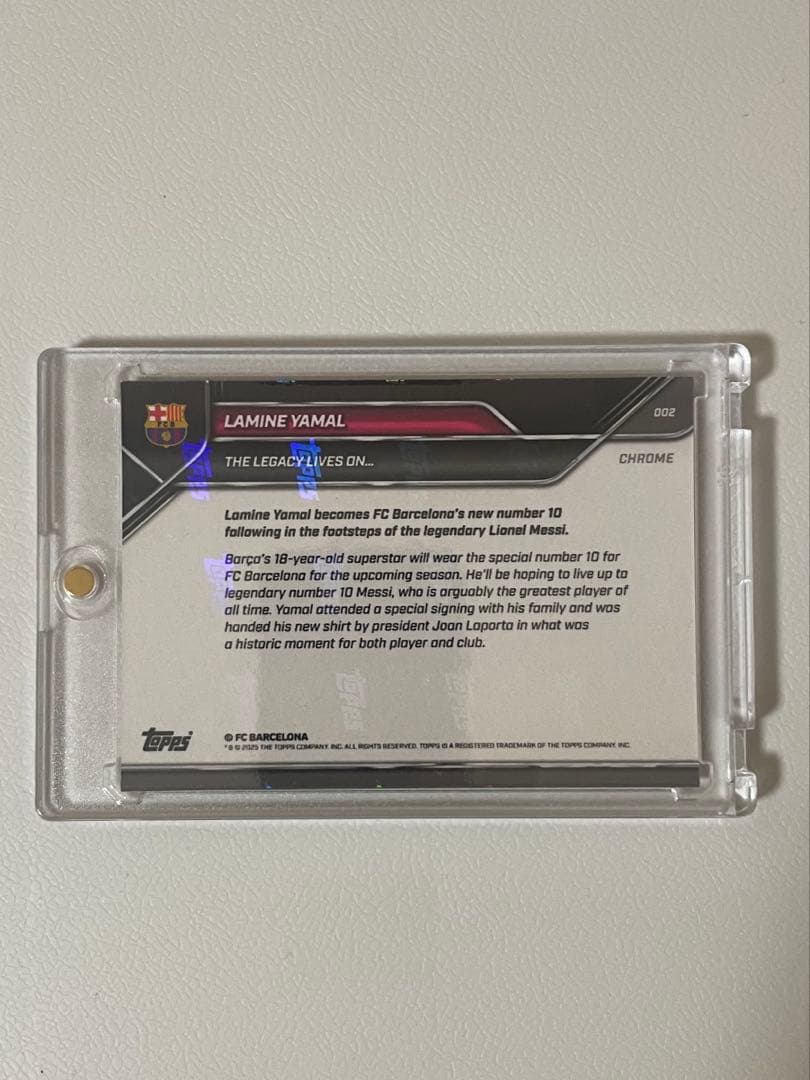 FCB
LAMINE YAMAL
002
THE LEGACY LIVES ON...
CHROME
Lamine Yamal becomes FC Barcelona's new number 10
following in the footsteps of the legendary Lionel Messi.
Barça's 18-year-old superstar will wear the special number 10 for
FC Barcelona for the upcoming season. He'll be hoping to live up to
legendary number 10 Messi, who is arguably the greatest player of
all time. Yamal attended a special signing with his family and was
handed his new shirt by president Joan Laporta in what was
a historic moment for both player and club.
topps
© FC BARCELONA
® © 2025 THE TOPPS COMPANY, INC. ALL RIGHTS RESERVED. TOPPS IS A REGISTERED TRADEMARK OF THE TOPPS COMPANY, INC.
topps
topps
topps
topps